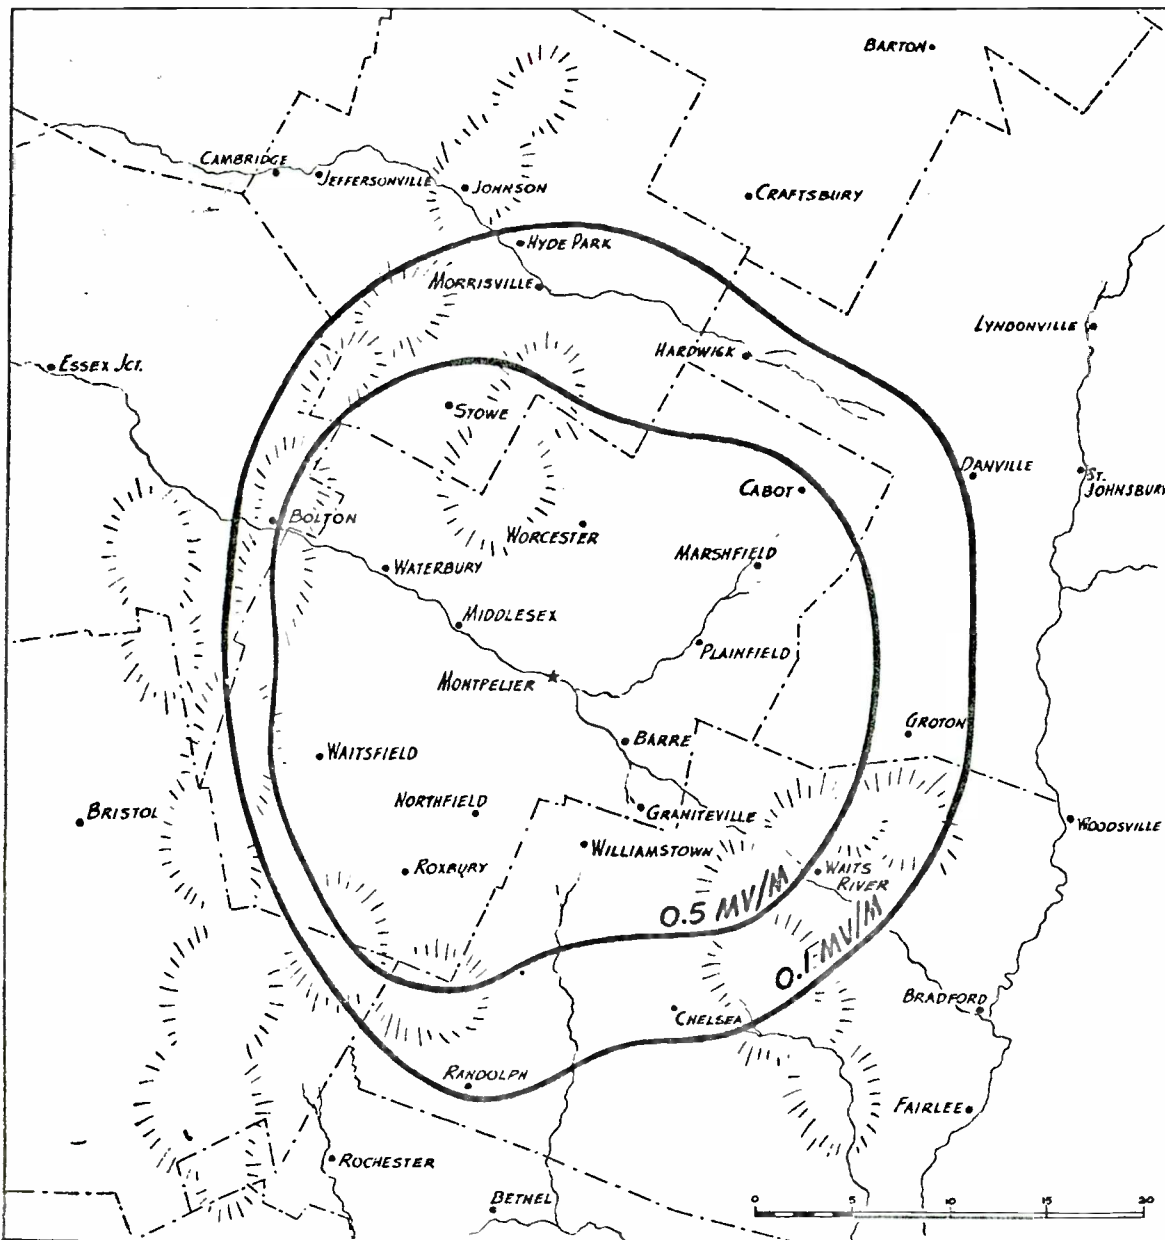 BARTON
CAMBRIDGE
JEFFERSONVILLE
JOHNSON
CRAFTSBURY
HYDE PARK
MORRISVILLE
LYNDONVILLE
HARDWICK
ESSEX JCT.
STOWE
DANVILLE
ST.
JOHNSBURY
CABOT
BOLTON
WORCESTER
MARSHFIELD
WATERBURY
MIDDLESEX
PLAINFIELD
MONTPELIER
GROTON
BARRE
WAITSFIELD
NORTHFIELD
GRANITEVILLE
BRISTOL
WOODSVILLE
WILLIAMSTOWN
ROXBURY
WAITS
RIVER
0.5 MV/M
0.1 MV/M
BRADFORD
CHELSEA
RANDOLPH
FAIRLEE
ROCHESTER
BETHEL
0 5 10 15 20